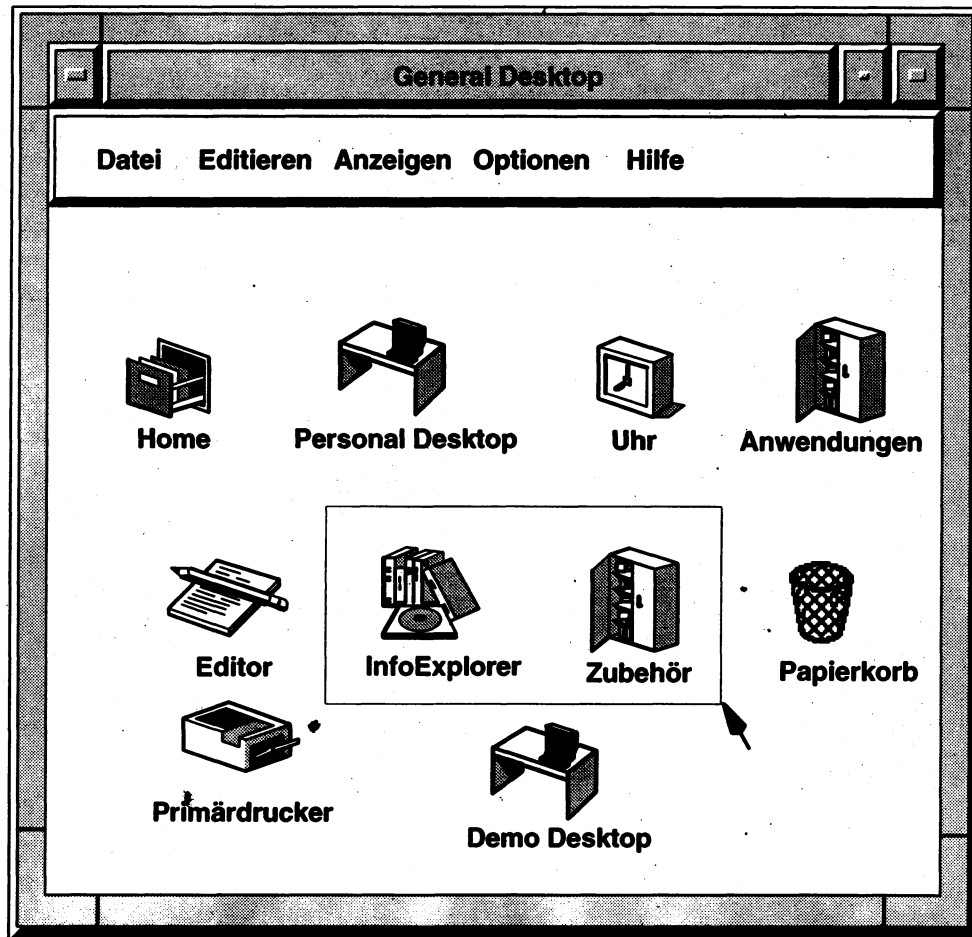 General Desktop
Datei Editieren Anzeigen Optionen Hilfe
Home Personal Desktop Uhr Anwendungen
Editor InfoExplorer Zubehör Papierkorb
Primärdrucker
Demo Desktop